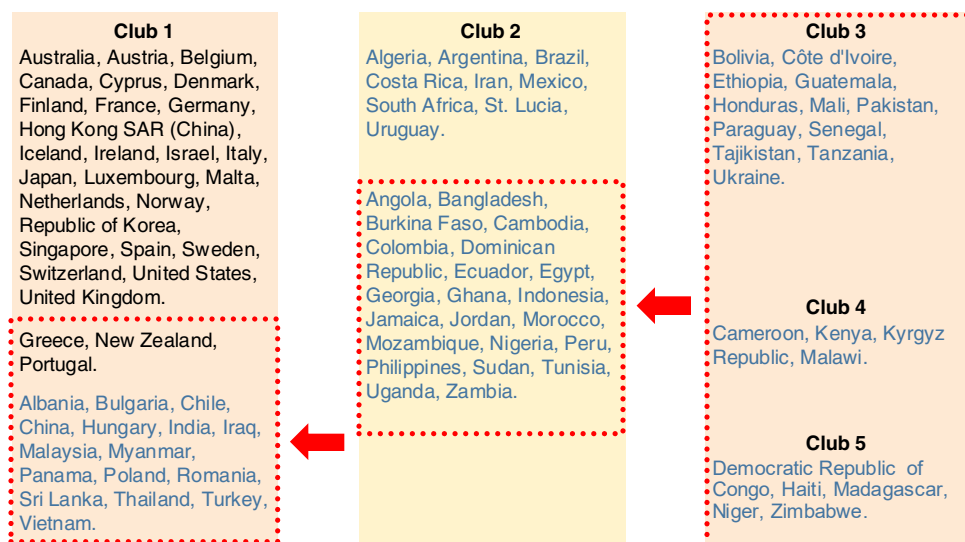 Club 1
Australia, Austria, Belgium,
Canada, Cyprus, Denmark,
Finland, France, Germany,
Hong Kong SAR (China),
Iceland, Ireland, Israel, Italy,
Japan, Luxembourg, Malta,
Netherlands, Norway,
Republic of Korea,
Singapore, Spain, Sweden,
Switzerland, United States,
United Kingdom.
Greece, New Zealand,
Portugal.
Albania, Bulgaria, Chile,
China, Hungary, India, Iraq,
Malaysia, Myanmar,
Panama, Poland, Romania,
Sri Lanka, Thailand, Turkey,
Vietnam.
Club 2
Algeria, Argentina, Brazil,
Costa Rica, Iran, Mexico,
South Africa, St. Lucia,
Uruguay.
Angola, Bangladesh,
Burkina Faso, Cambodia,
Colombia, Dominican
Republic, Ecuador, Egypt,
Georgia, Ghana, Indonesia,
Jamaica, Jordan, Morocco,
Mozambique, Nigeria, Peru,
Philippines, Sudan, Tunisia,
Uganda, Zambia.
Club 3
Bolivia, Côte d'Ivoire,
Ethiopia, Guatemala,
Honduras, Mali, Pakistan,
Paraguay, Senegal,
Tajikistan, Tanzania,
Ukraine.
Club 4
Cameroon, Kenya, Kyrgyz
Republic, Malawi.
Club 5
Democratic Republic of
Congo, Haiti, Madagascar,
Niger, Zimbabwe.